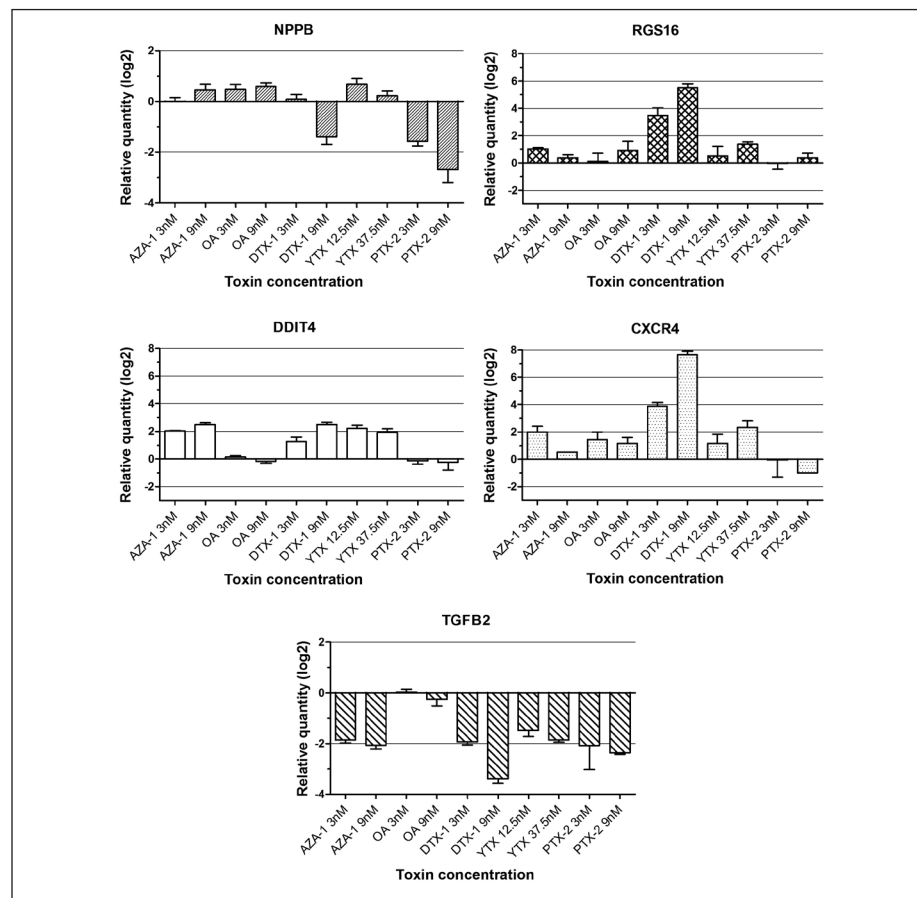 NPPB
Relative quantity (log2)
2
0
-2
-4
AZA-1 3nM
AZA-1 9nM
OA 3nM
OA 9nM
DTX-1 3nM
DTX-1 9nM
YTX 12.5nM
YTX 37.5nM
PTX-2 3nM
PTX-2 9nM
Toxin concentration
RGS16
Relative quantity (log2)
8
6
4
2
0
-2
AZA-1 3nM
AZA-1 9nM
OA 3nM
OA 9nM
DTX-1 3nM
DTX-1 9nM
YTX 12.5nM
YTX 37.5nM
PTX-2 3nM
PTX-2 9nM
Toxin concentration
DDIT4
Relative quantity (log2)
8
6
4
2
0
-2
AZA-1 3nM
AZA-1 9nM
OA 3nM
OA 9nM
DTX-1 3nM
DTX-1 9nM
YTX 12.5nM
YTX 37.5nM
PTX-2 3nM
PTX-2 9nM
Toxin concentration
CXCR4
Relative quantity (log2)
8
6
4
2
0
-2
AZA-1 3nM
AZA-1 9nM
OA 3nM
OA 9nM
DTX-1 3nM
DTX-1 9nM
YTX 12.5nM
YTX 37.5nM
PTX-2 3nM
PTX-2 9nM
Toxin concentration
TGFB2
Relative quantity (log2)
2
0
-2
-4
AZA-1 3nM
AZA-1 9nM
OA 3nM
OA 9nM
DTX-1 3nM
DTX-1 9nM
YTX 12.5nM
YTX 37.5nM
PTX-2 3nM
PTX-2 9nM
Toxin concentration